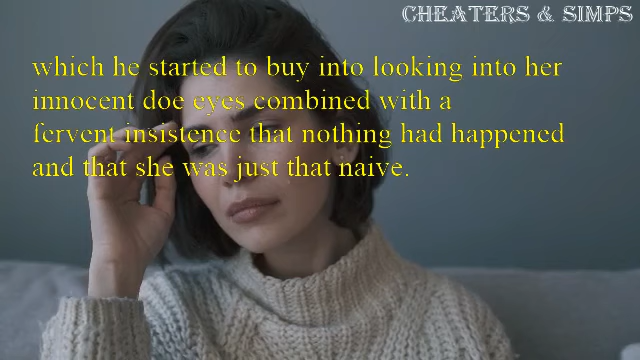 CHEATERS & SIMPS
which he started to buy into looking into her
innocent doe eyes combined with a
fervent insistence that nothing had happened
and that she was just that naive.